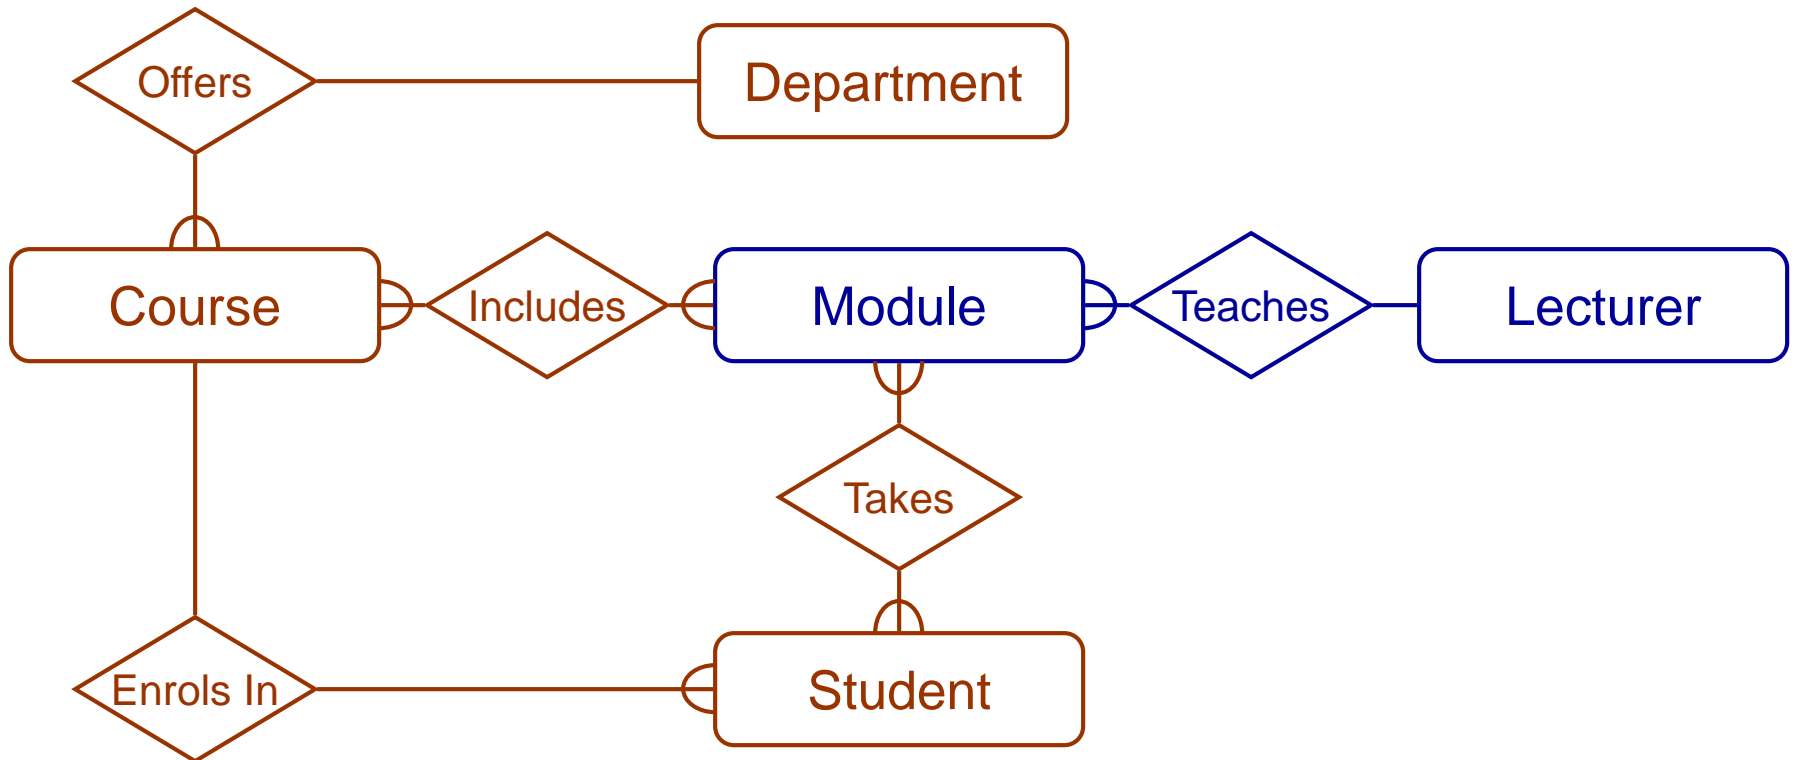 Offers
Department
Course
Includes
Module
Teaches
Lecturer
Takes
Enrols In
Student